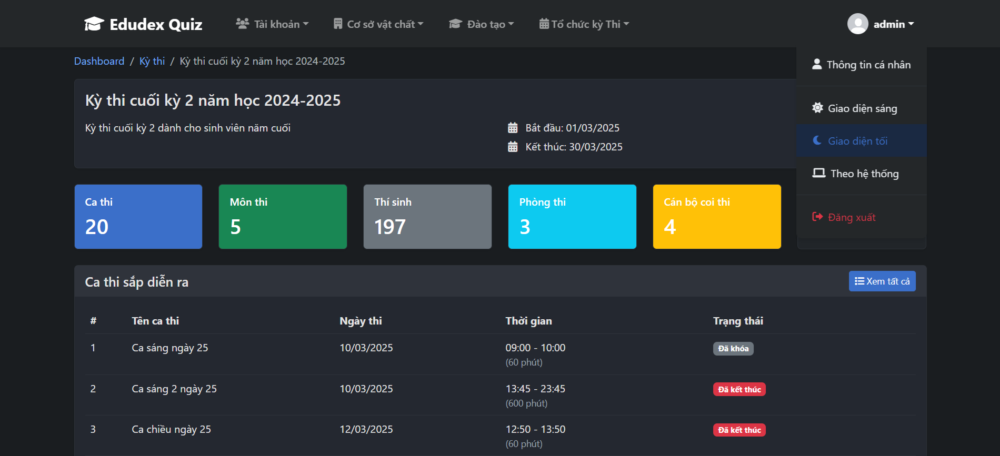 Edudex Quiz
Tài khoản
Cơ sở vật chất
Đào tạo
Tổ chức kỳ Thi
admin
Dashboard / Kỳ thi / Kỳ thi cuối kỳ 2 năm học 2024-2025
Thông tin cá nhân
Giao diện sáng
Giao diện tối
Theo hệ thống
Đăng xuất
Kỳ thi cuối kỳ 2 năm học 2024-2025
Kỳ thi cuối kỳ 2 dành cho sinh viên năm cuối
Bắt đầu: 01/03/2025
Kết thúc: 30/03/2025
Ca thi
20
Môn thi
5
Thí sinh
197
Phòng thi
3
Cán bộ coi thi
4
Ca thi sắp diễn ra
Xem tất cả
# Tên ca thi Ngày thi Thời gian Trạng thái
1 Ca sáng ngày 25 10/03/2025 09:00 - 10:00 Đã khóa
(60 phút)
2 Ca sáng 2 ngày 25 10/03/2025 13:45 - 23:45 Đã kết thúc
(600 phút)
3 Ca chiều ngày 25 12/03/2025 12:50 - 13:50 Đã kết thúc
(60 phút)